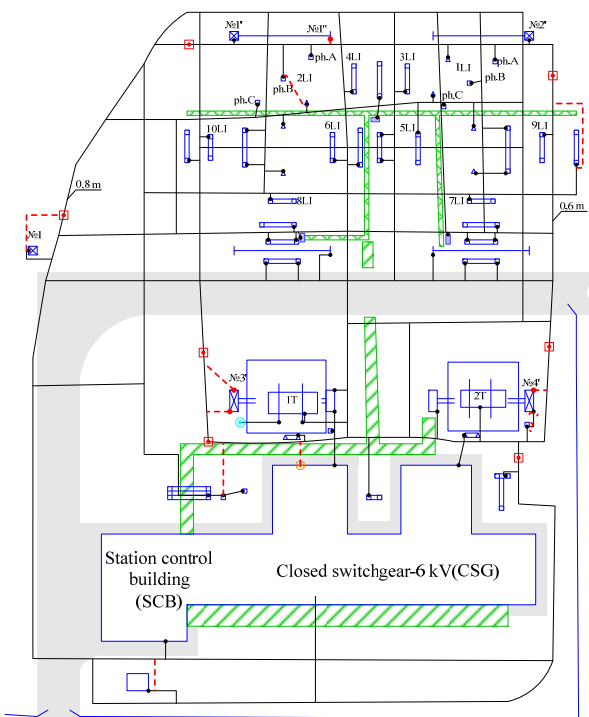 №1' №1" №2'
ph.A 4LI 3LI 1LI ph.A
2LI
ph.B ph.B
ph.C ph.C
10LI 6LI 5LI 9LI
0,8 m
8LI 7LI 0,6 m
№1
№3' №4'
1T 2T
Station control
building
(SCB)
Closed switchgear-6 kV(CSG)